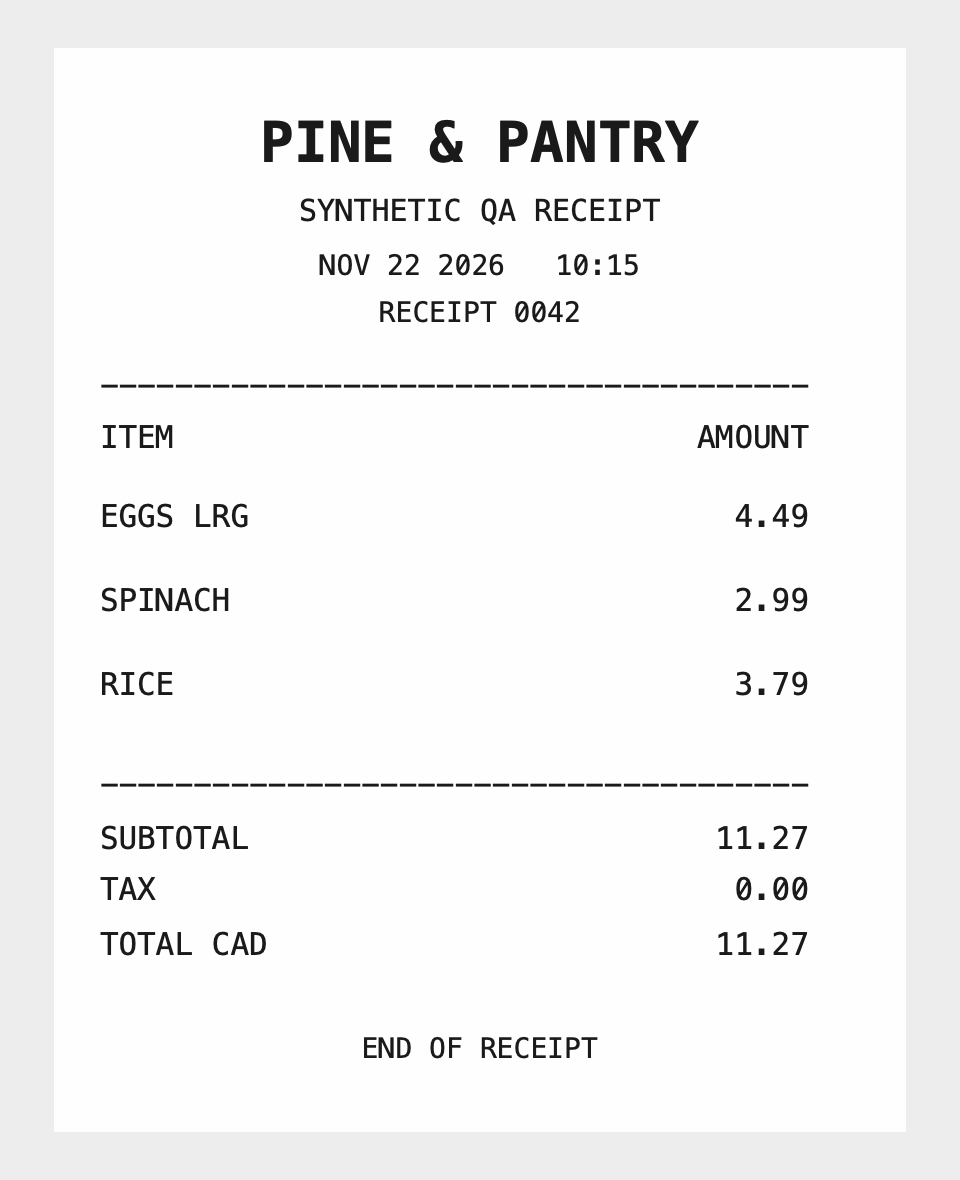 PINE & PANTRY
SYNTHETIC QA RECEIPT
NOV 22 2026   10:15
RECEIPT 0042
--------------------------------------
ITEM AMOUNT
EGGS LRG 4.49
SPINACH 2.99
RICE 3.79
--------------------------------------
SUBTOTAL 11.27
TAX 0.00
TOTAL CAD 11.27
END OF RECEIPT